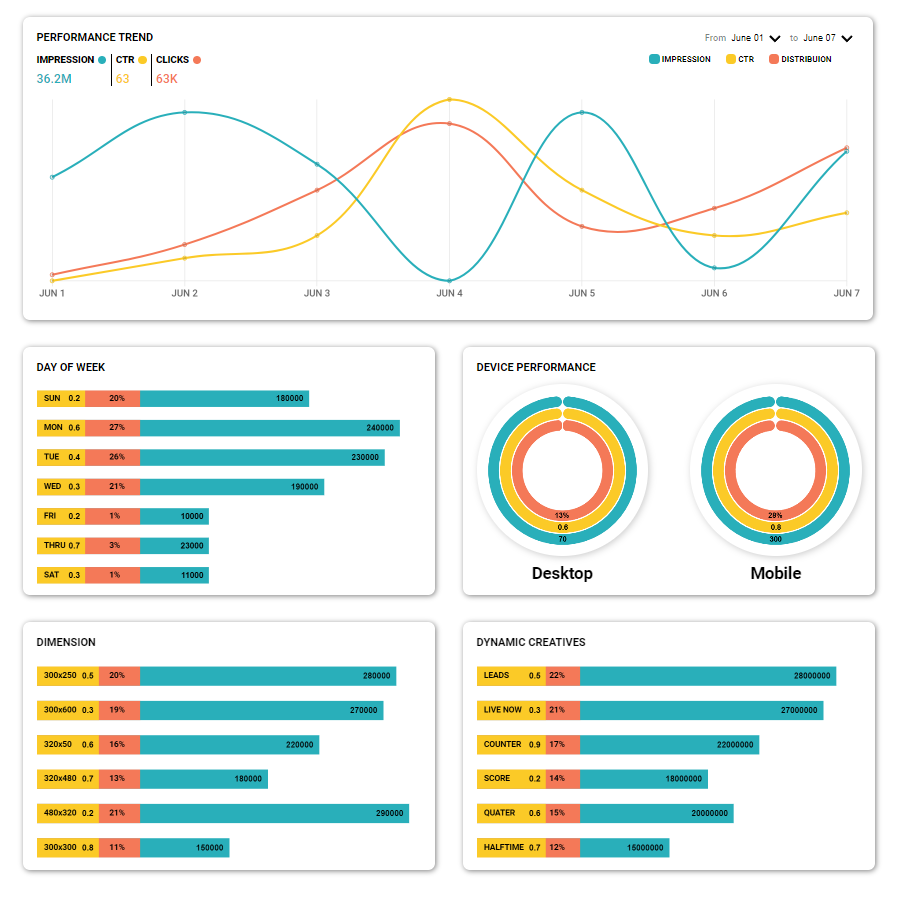 PERFORMANCE TREND
From June 01 to June 07
IMPRESSION CTR CLICKS
IMPRESSION CTR DISTRIBUION
36.2M 63 63K
JUN 1 JUN 2 JUN 3 JUN 4 JUN 5 JUN 6 JUN 7
DAY OF WEEK
SUN 0.2 20% 180000
MON 0.6 27% 240000
TUE 0.4 26% 230000
WED 0.3 21% 190000
FRI 0.2 1% 10000
THRU 0.7 3% 23000
SAT 0.3 1% 11000
DEVICE PERFORMANCE
13%
0.6
70
Desktop
29%
0.8
300
Mobile
DIMENSION
300x250 0.5 20% 280000
300x600 0.3 19% 270000
320x50 0.6 16% 220000
320x480 0.7 13% 180000
480x320 0.2 21% 290000
300x300 0.8 11% 150000
DYNAMIC CREATIVES
LEADS 0.5 22% 28000000
LIVE NOW 0.3 21% 27000000
COUNTER 0.9 17% 22000000
SCORE 0.2 14% 18000000
QUATER 0.6 15% 20000000
HALFTIME 0.7 12% 15000000